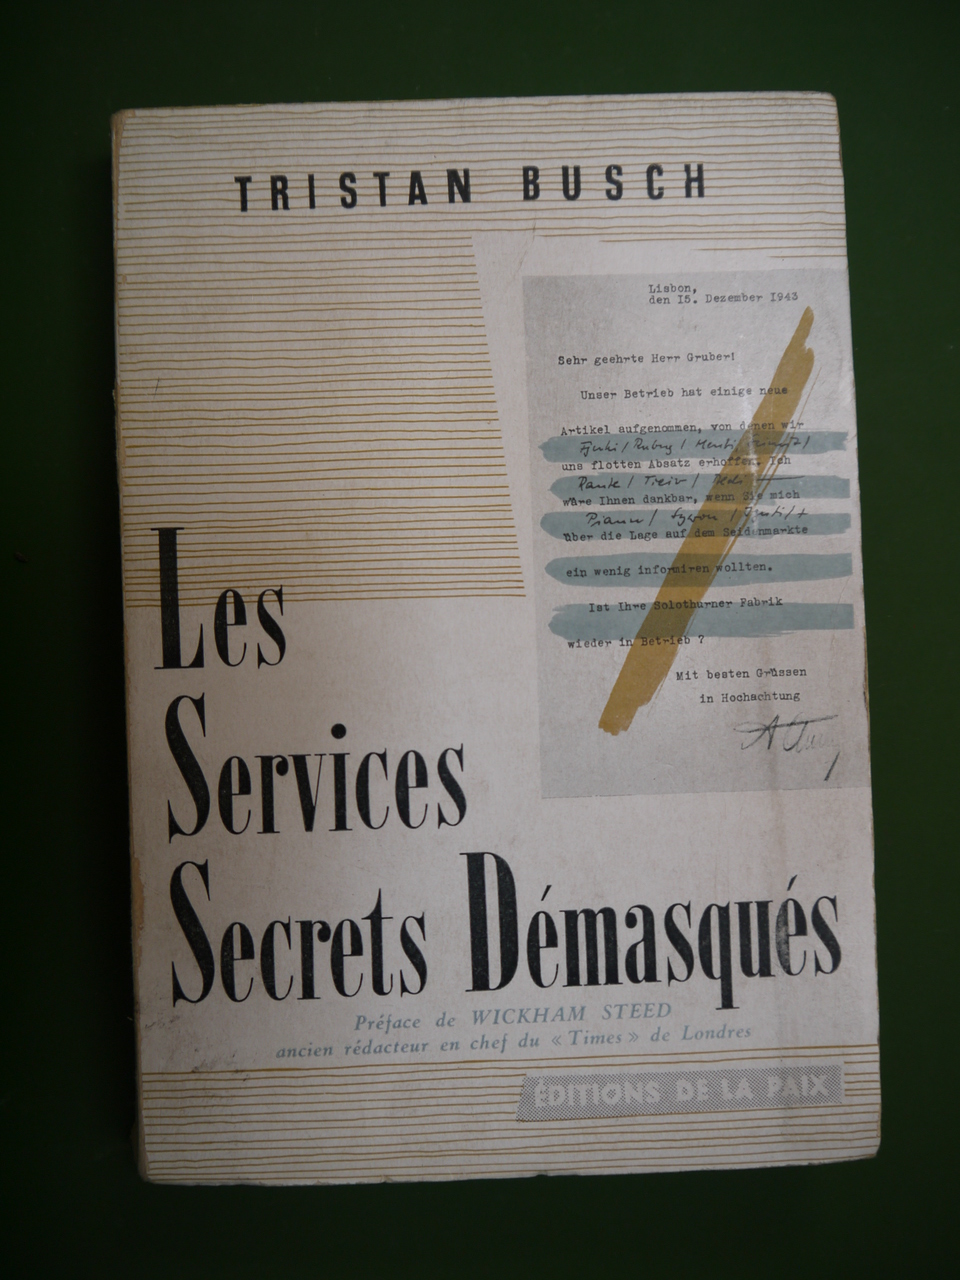 TRISTAN BUSCH
Lisbon,
den 15. Dezember 1943
Sehr geehrte Herr Gruber!
Unser Betrieb hat einige neue
Artikel aufgenommen, von denen wir
uns flotten Absatz erhoffen. Ich
wäre Ihnen dankbar, wenn Sie mich
über die Lage auf dem Seidenmarkte
ein wenig informiren wollten.
Ist Ihre Solothurner Fabrik
wieder in Betrieb ?
Mit besten Grüssen
in Hochachtung
Les
Services
Secrets Démasqués
Préface de WICKHAM STEED
ancien rédacteur en chef du « Times » de Londres
ÉDITIONS DE LA PAIX